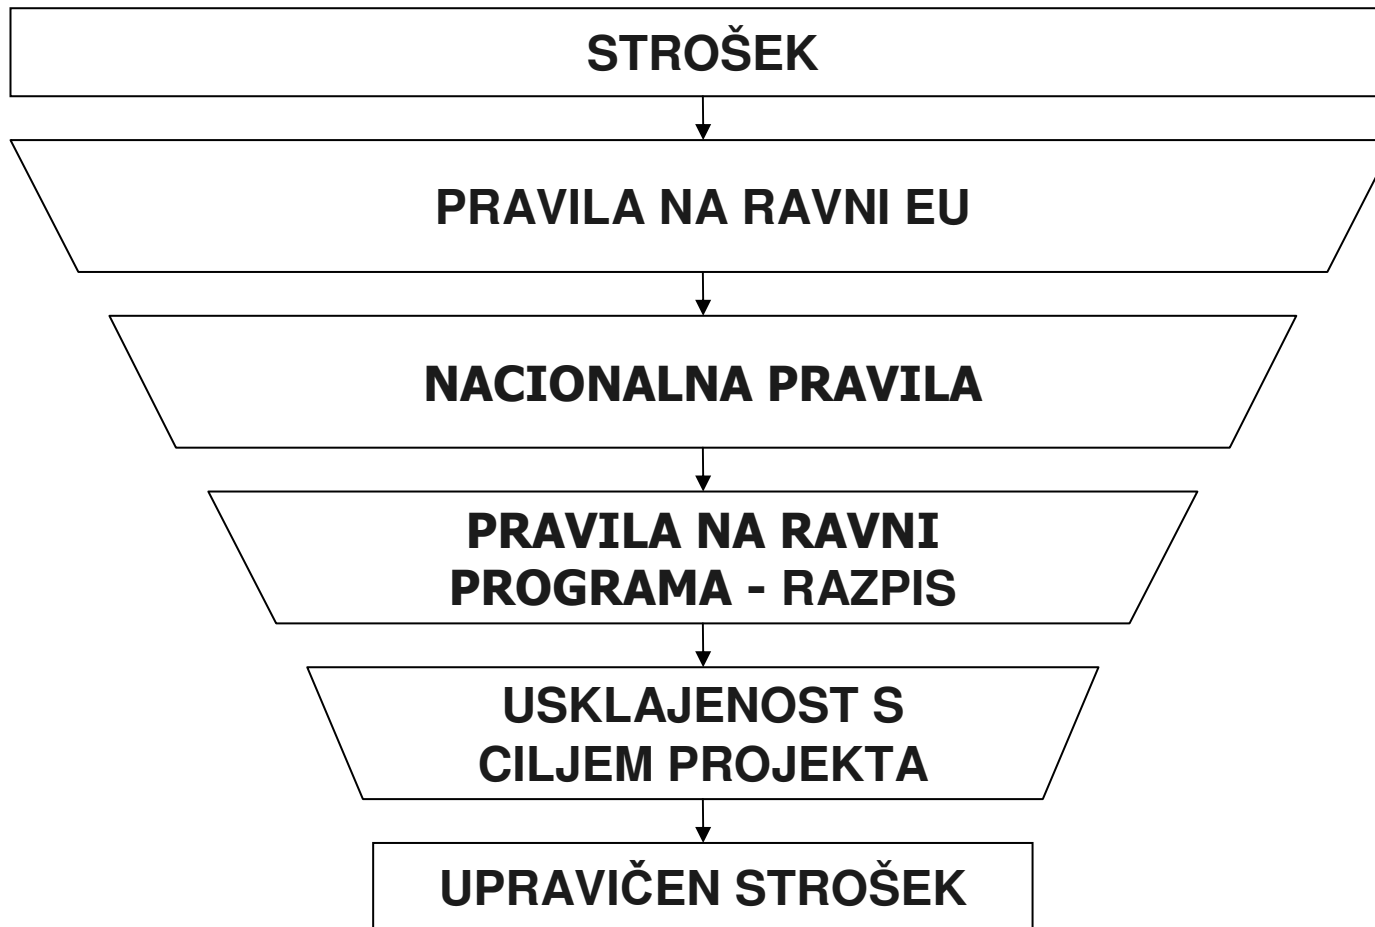 STROŠEK
PRAVILA NA RAVNI EU
NACIONALNA PRAVILA
PRAVILA NA RAVNI
PROGRAMA - RAZPIS
USKLAJENOST S
CILJEM PROJEKTA
UPRAVIČEN STROŠEK